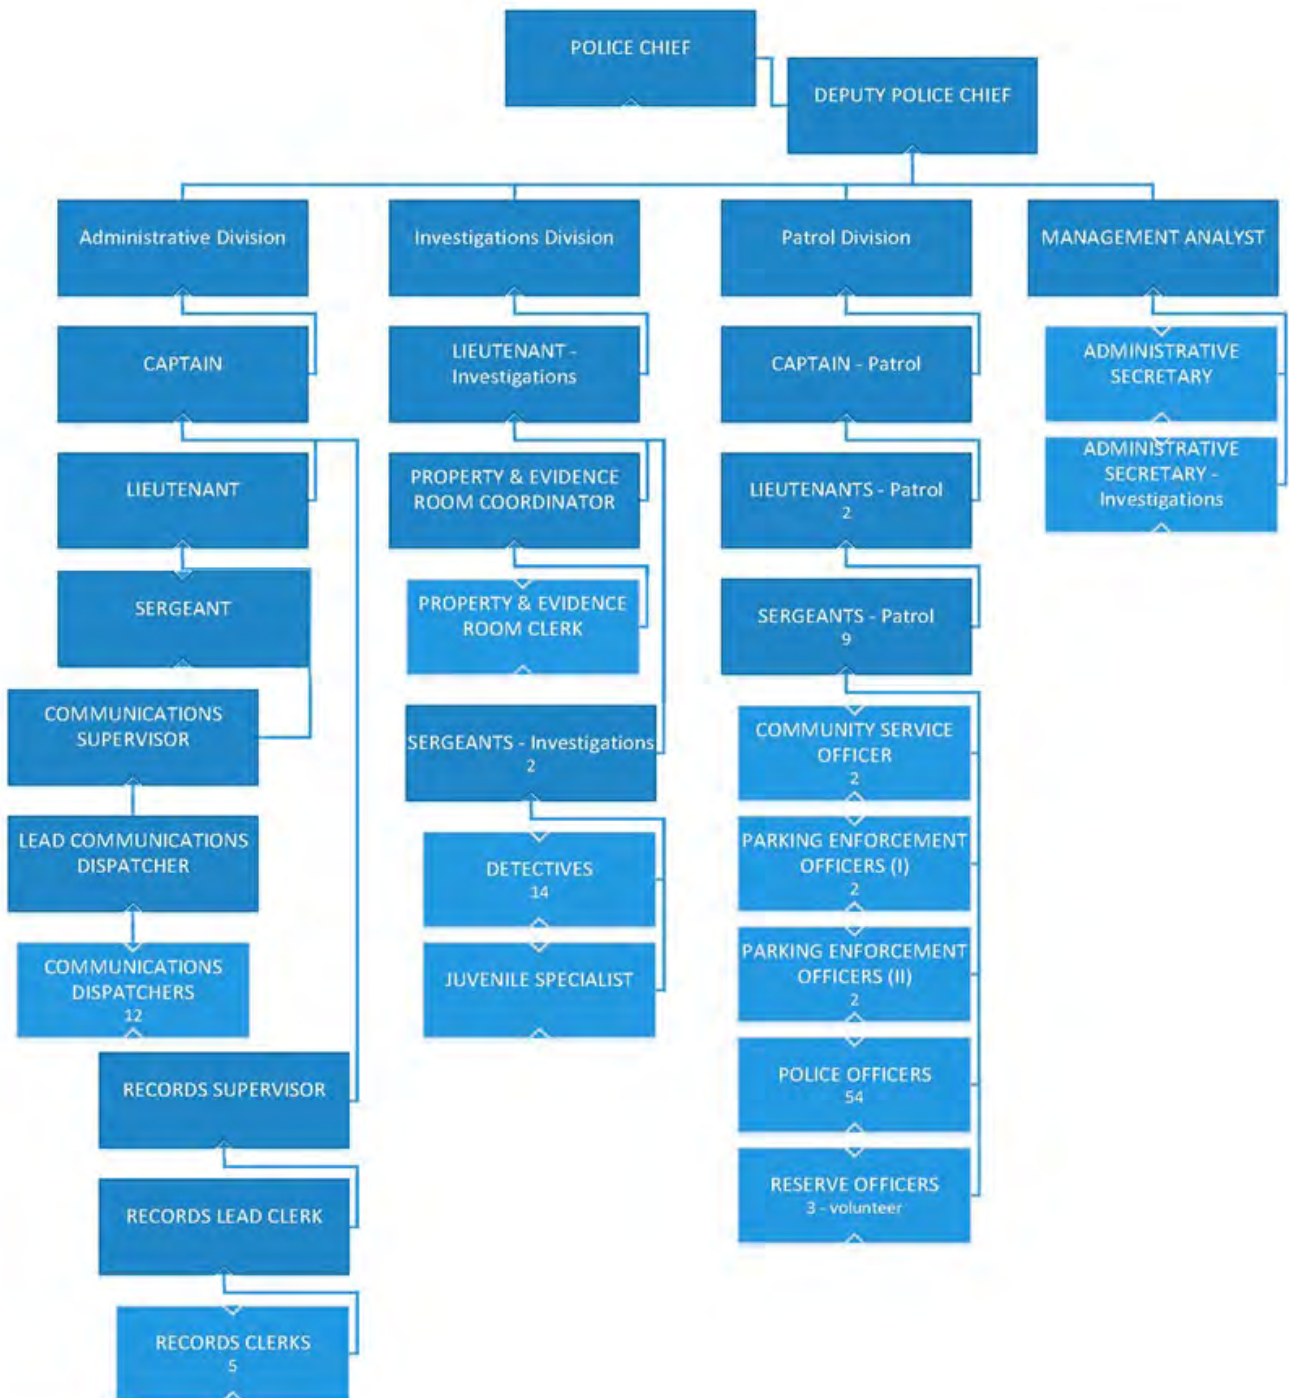 POLICE CHIEF
DEPUTY POLICE CHIEF
Administrative Division
CAPTAIN
LIEUTENANT
SERGEANT
COMMUNICATIONS
SUPERVISOR
LEAD COMMUNICATIONS
DISPATCHER
COMMUNICATIONS
DISPATCHERS
12
RECORDS SUPERVISOR
RECORDS LEAD CLERK
RECORDS CLERKS
5
Investigations Division
LIEUTENANT -
Investigations
PROPERTY & EVIDENCE
ROOM COORDINATOR
PROPERTY & EVIDENCE
ROOM CLERK
SERGEANTS - Investigations
2
DETECTIVES
14
JUVENILE SPECIALIST
Patrol Division
CAPTAIN - Patrol
LIEUTENANTS - Patrol
2
SERGEANTS - Patrol
9
COMMUNITY SERVICE
OFFICER
2
PARKING ENFORCEMENT
OFFICERS (I)
2
PARKING ENFORCEMENT
OFFICERS (II)
2
POLICE OFFICERS
54
RESERVE OFFICERS
3 - volunteer
MANAGEMENT ANALYST
ADMINISTRATIVE
SECRETARY
ADMINISTRATIVE
SECRETARY -
Investigations